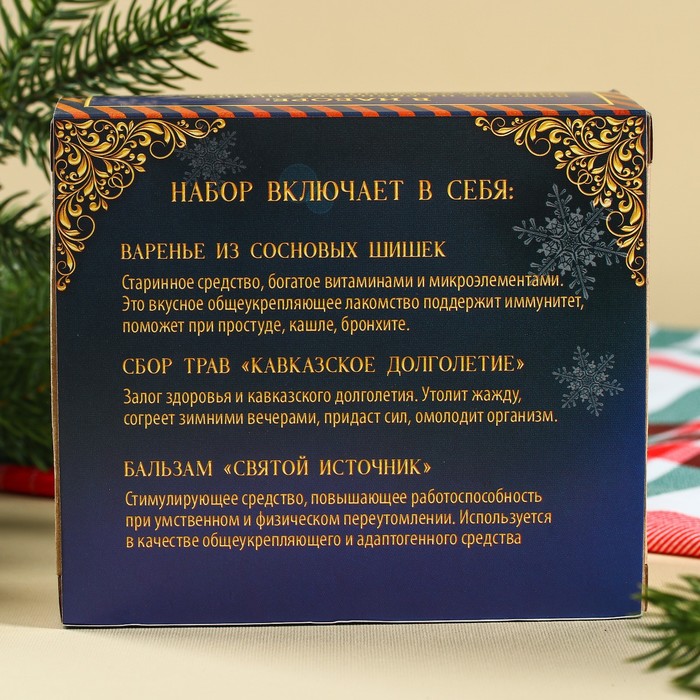 В НАБОРЕ:
НАБОР ВКЛЮЧАЕТ В СЕБЯ:
ВАРЕНЬЕ ИЗ СОСНОВЫХ ШИШЕК
Старинное средство, богатое витаминами и микроэлементами.
Это вкусное общеукрепляющее лакомство поддержит иммунитет,
поможет при простуде, кашле, бронхите.
СБОР ТРАВ «КАВКАЗСКОЕ ДОЛГОЛЕТИЕ»
Залог здоровья и кавказского долголетия. Утолит жажду,
согреет зимними вечерами, придаст сил, омолодит организм.
БАЛЬЗАМ «СВЯТОЙ ИСТОЧНИК»
Стимулирующее средство, повышающее работоспособность
при умственном и физическом переутомлении. Используется
в качестве общеукрепляющего и адаптогенного средства